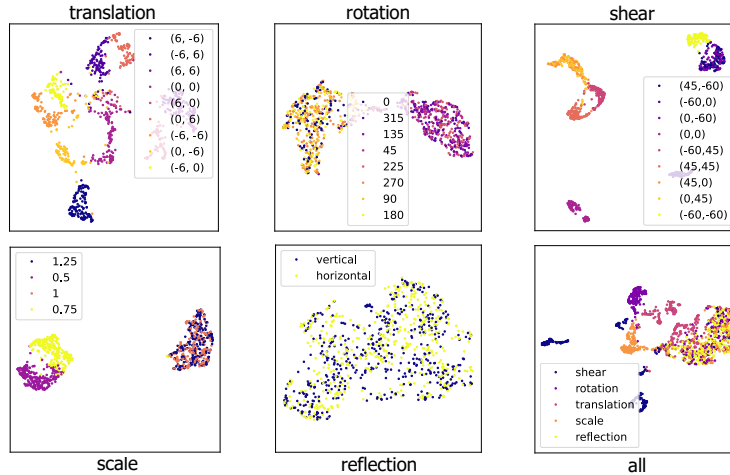 translation
rotation
shear
(6, -6)
(-6, 6)
(6, 6)
(0, 0)
(6, 0)
(0, 6)
(-6, -6)
(0, -6)
(-6, 0)
0
315
135
45
225
270
90
180
(45,-60)
(-60,0)
(0,-60)
(0,0)
(-60,45)
(45,45)
(45,0)
(0,45)
(-60,-60)
1.25
0.5
1
0.75
vertical
horizontal
shear
rotation
translation
scale
reflection
scale
reflection
all